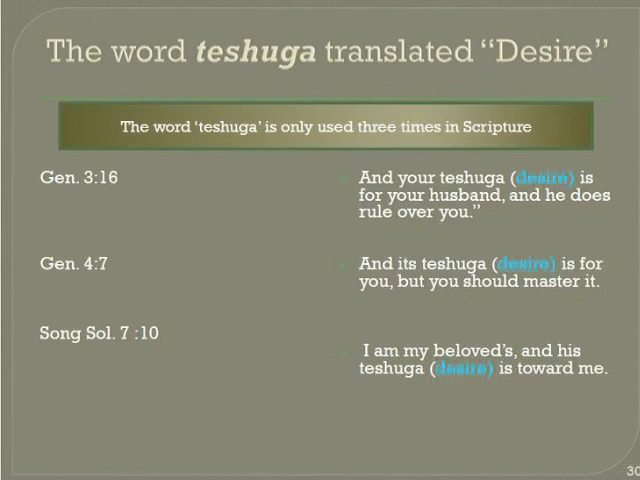 The word teshuga translated “Desire”
The word ‘teshuga’ is only used three times in Scripture
Gen. 3:16
And your teshuga (desire) is
for your husband, and he does
rule over you.”
Gen. 4:7
And its teshuga (desire) is for
you, but you should master it.
Song Sol. 7 :10
I am my beloved’s, and his
teshuga (desire) is toward me.
30